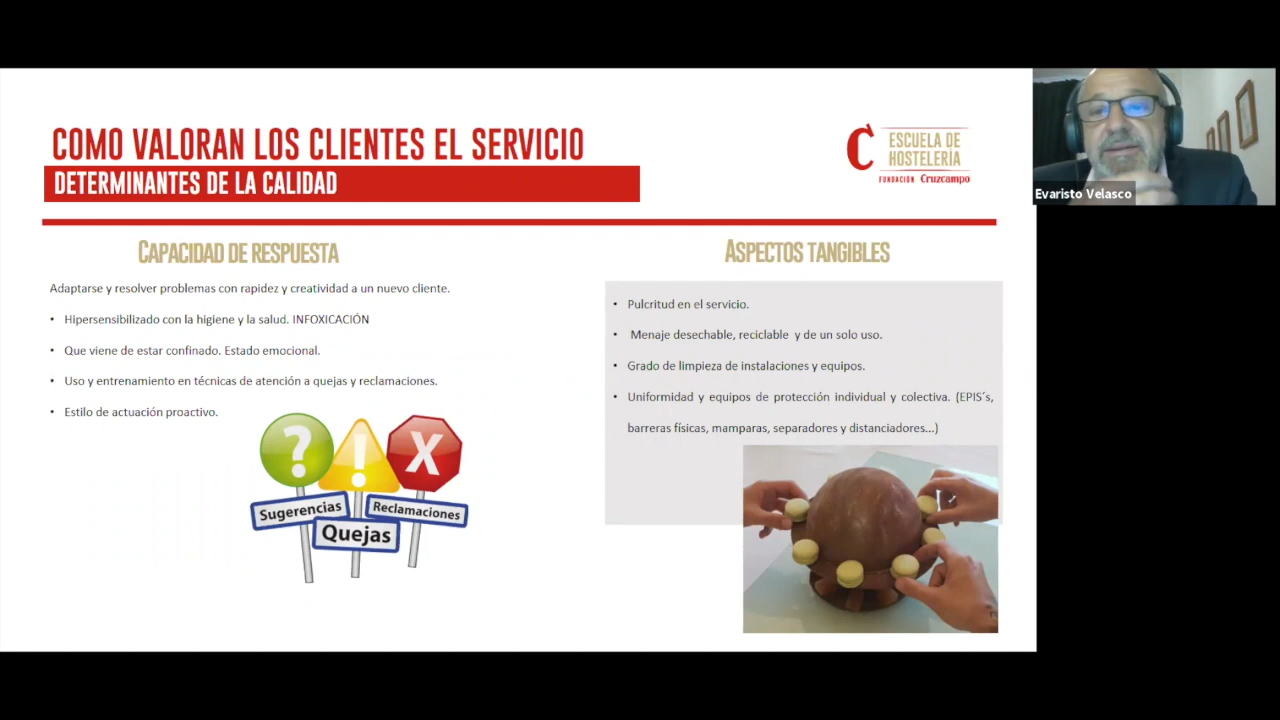 COMO VALORAN LOS CLIENTES EL SERVICIO
DETERMINANTES DE LA CALIDAD
C
ESCUELA DE
HOSTELERÍA
FUNDACIÓN Cruzcampo
Evaristo Velasco
CAPACIDAD DE RESPUESTA
Adaptarse y resolver problemas con rapidez y creatividad a un nuevo cliente.
• Hipersensibilizado con la higiene y la salud. INFOXICACIÓN
• Que viene de estar confinado. Estado emocional.
• Uso y entrenamiento en técnicas de atención a quejas y reclamaciones.
• Estilo de actuación proactivo.
?
!
X
Sugerencias
Quejas
Reclamaciones
ASPECTOS TANGIBLES
• Pulcritud en el servicio.
• Menaje desechable, reciclable y de un solo uso.
• Grado de limpieza de instalaciones y equipos.
• Uniformidad y equipos de protección individual y colectiva. (EPIS´s,
barreras físicas, mamparas, separadores y distanciadores...)